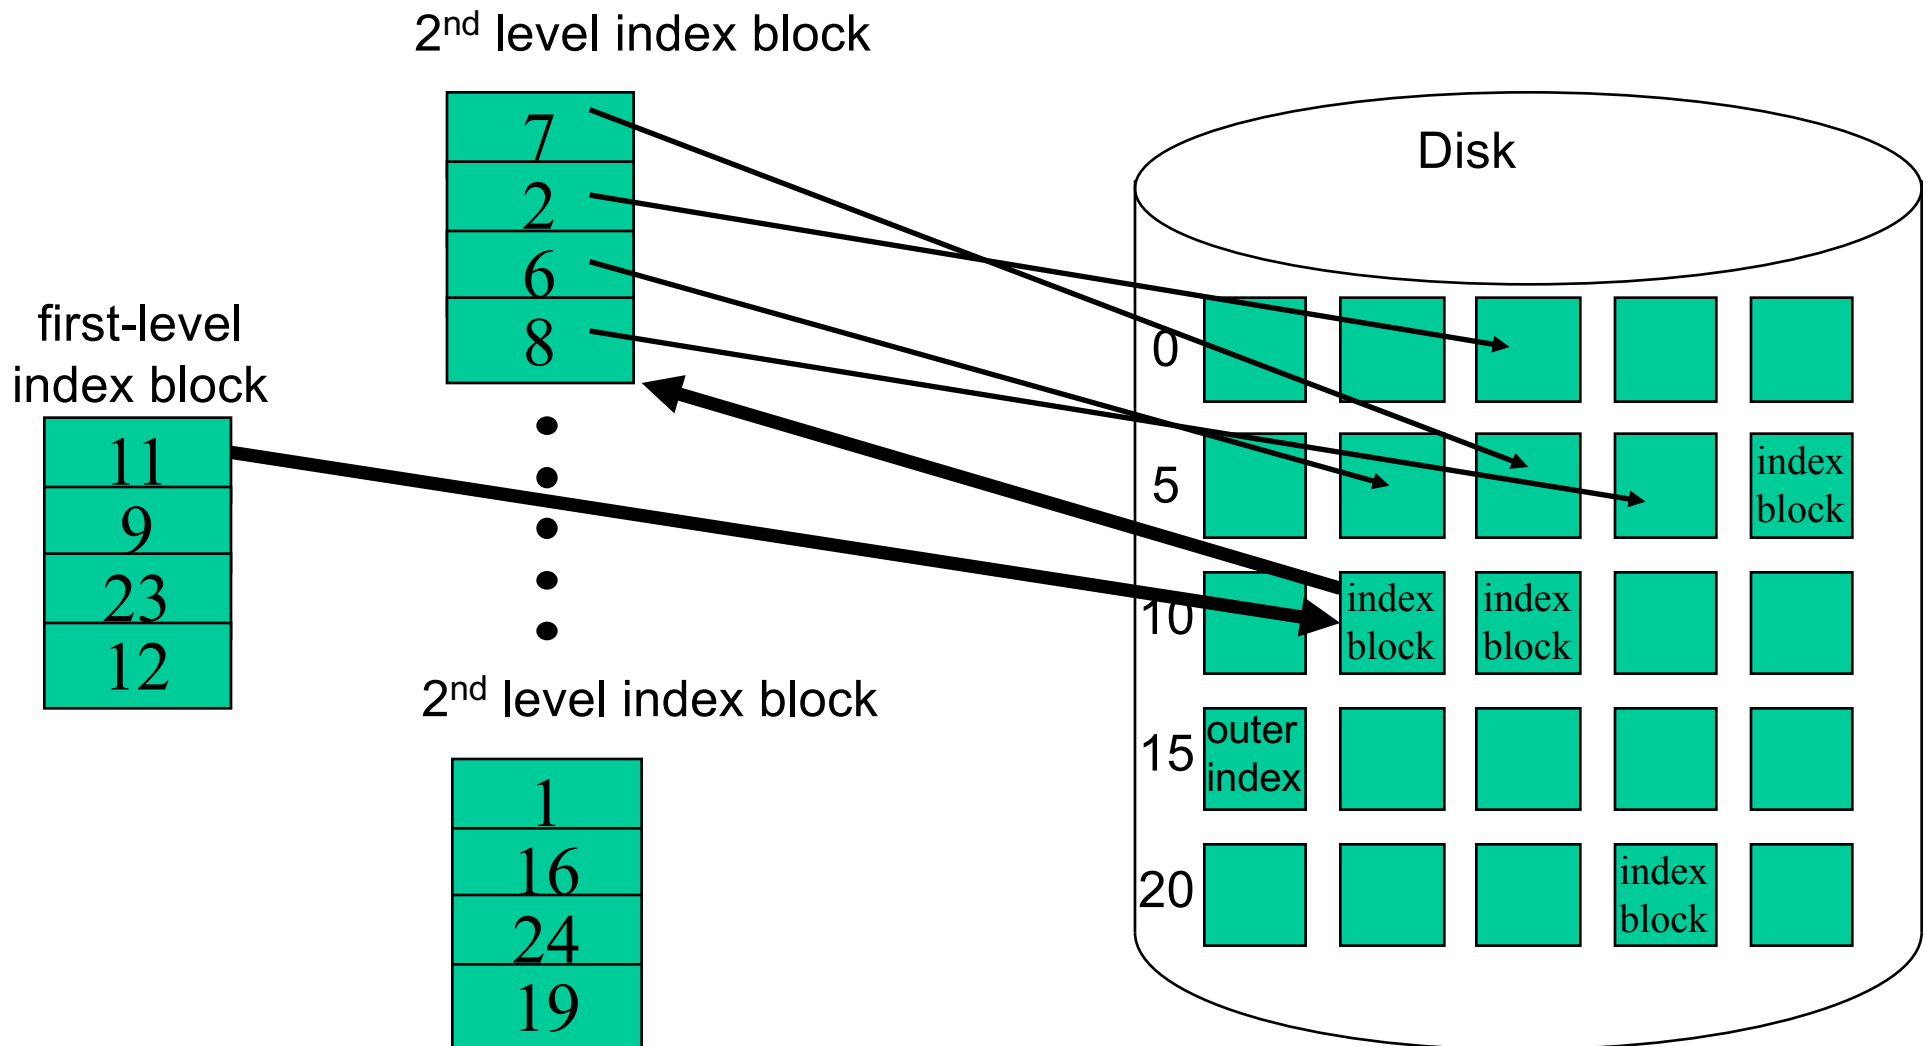 2nd level index block
7
2
6
8
first-level
index block
11
9
23
12
2nd level index block
1
16
24
19
Disk
0
5
index
block
10
index
block
index
block
15
outer
index
20
index
block